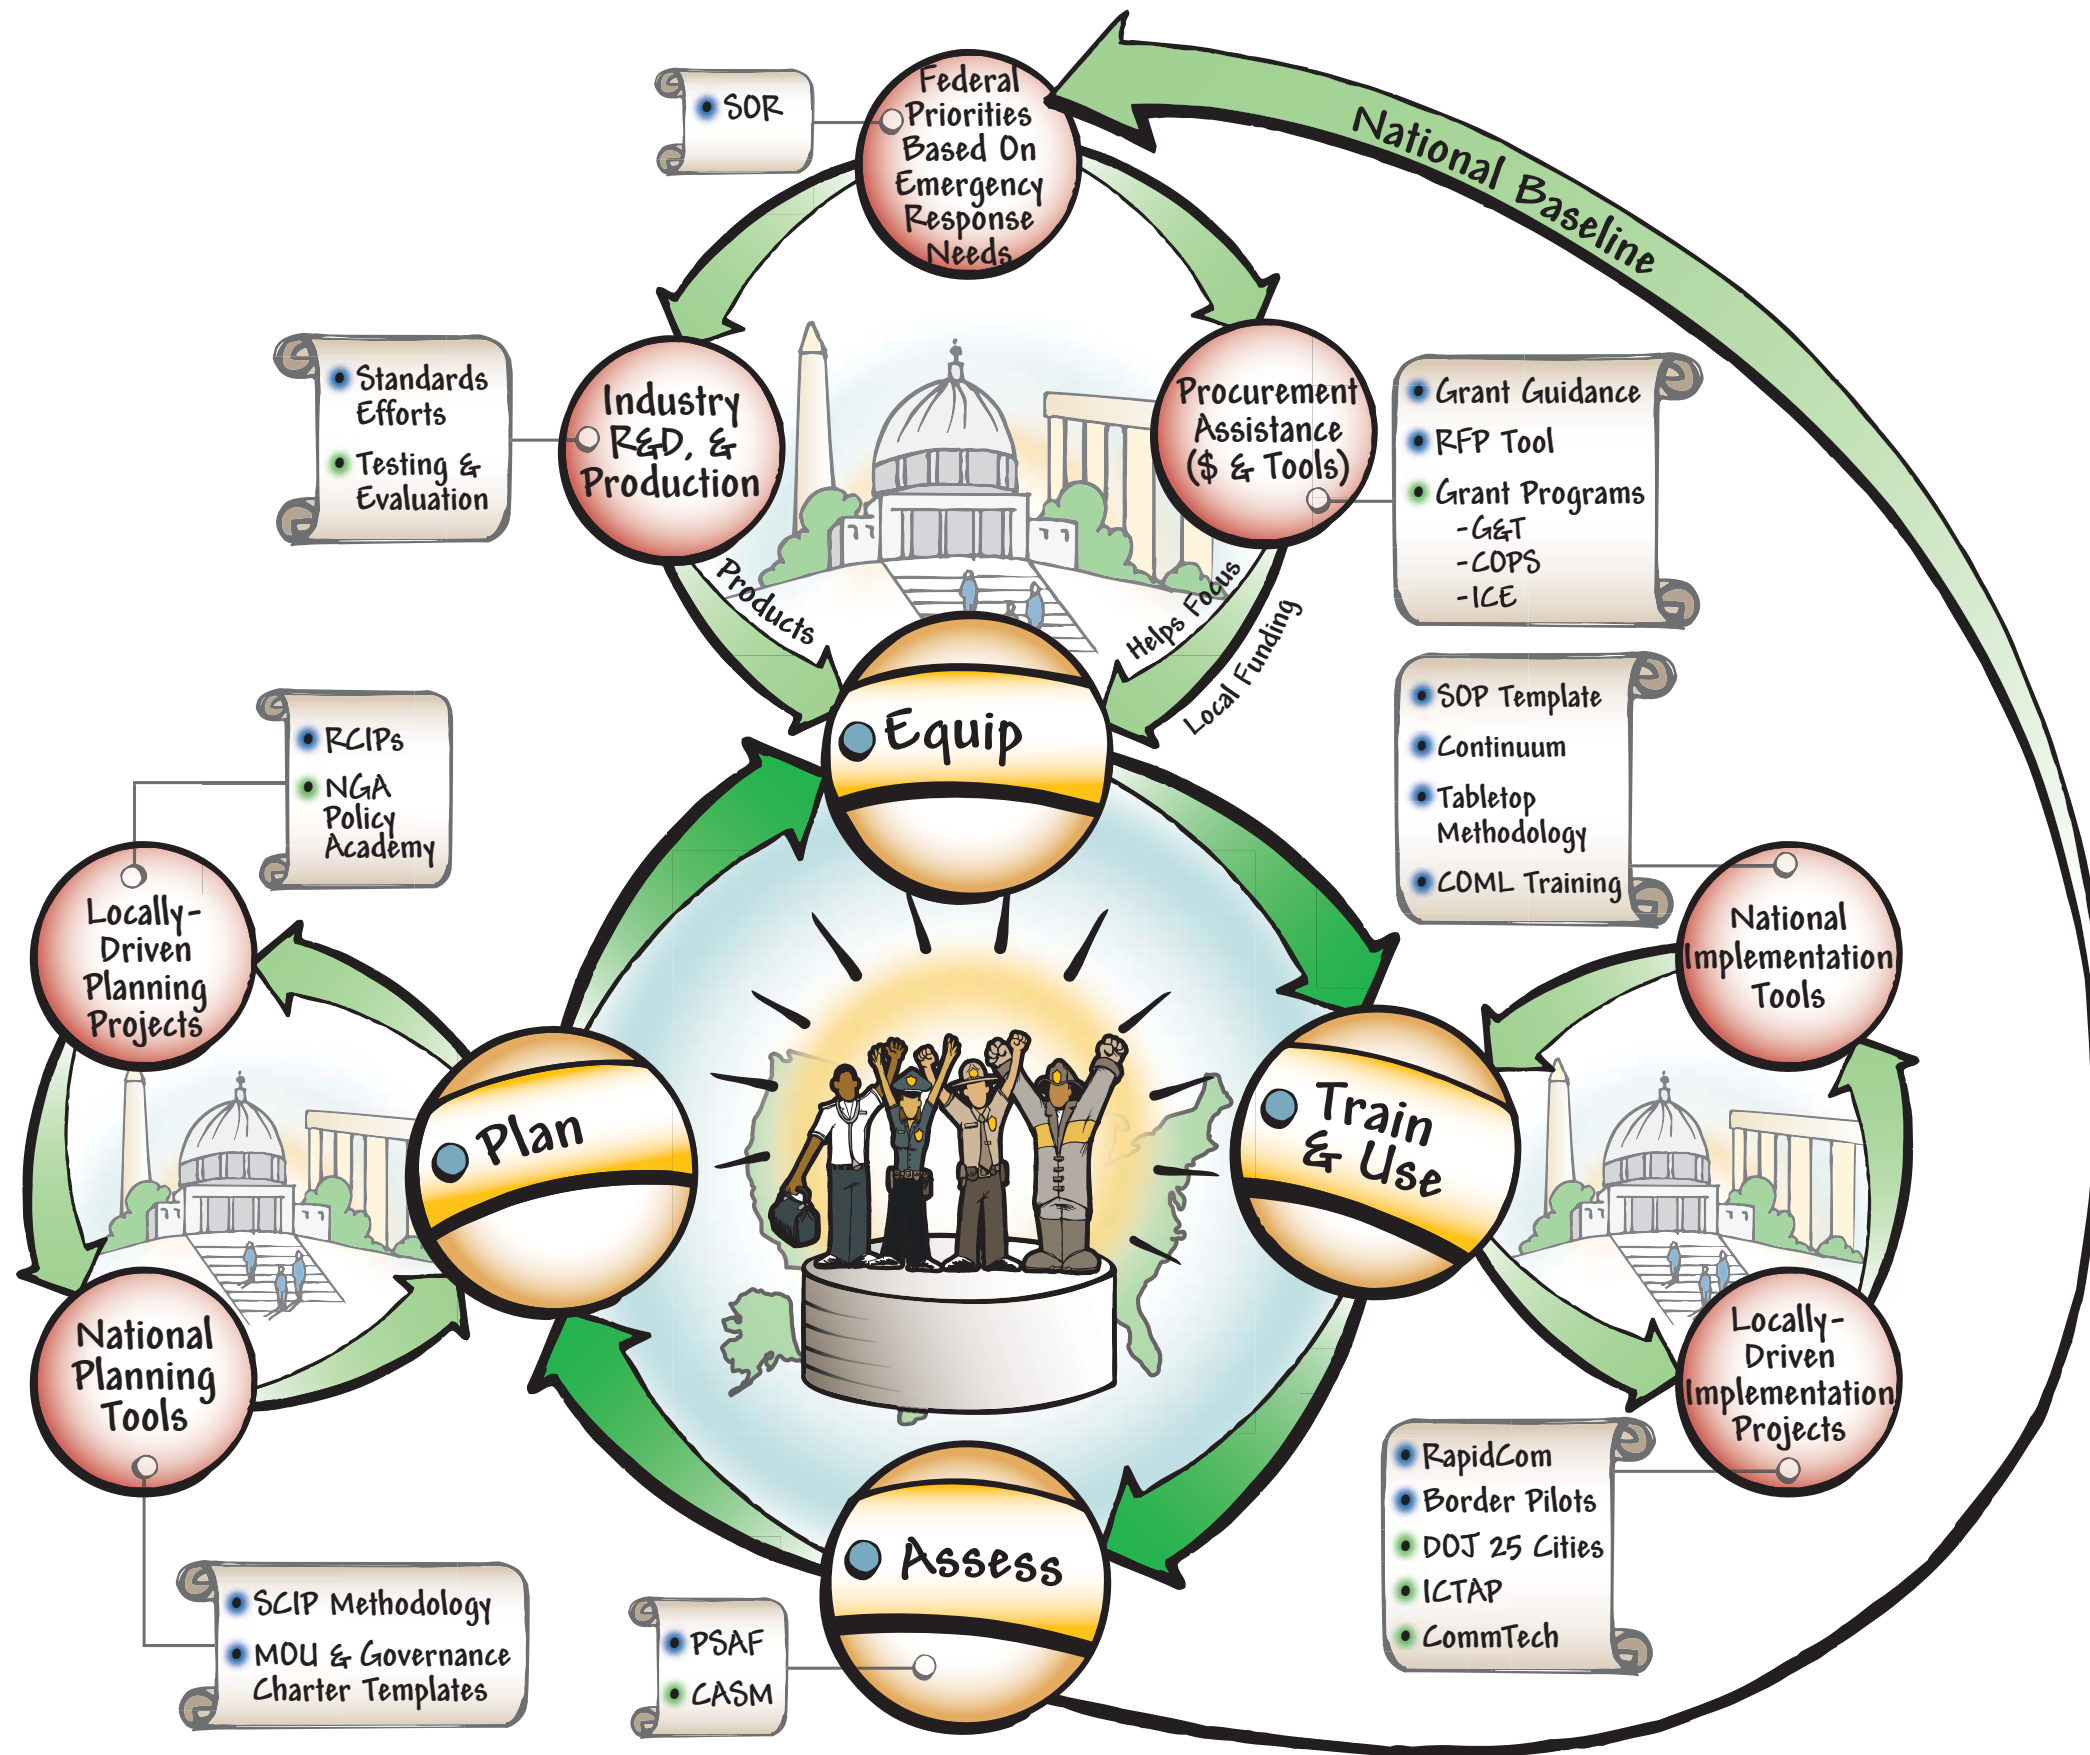 SOR
Federal
Priorities
Based On
Emergency
Response
Needs
National Baseline
Standards
Efforts
Testing &
Evaluation
Industry
R&D, &
Production
Procurement
Assistance
($ & Tools)
Grant Guidance
RFP Tool
Grant Programs
-G&T
-COPS
-ICE
Products
Helps Focus
Local Funding
Equip
RCIPs
NGA
Policy
Academy
SOP Template
Continuum
Tabletop
Methodology
COML Training
Locally-
Driven
Planning
Projects
National
Implementation
Tools
Plan
Train
& Use
National
Planning
Tools
Locally-
Driven
Implementation
Projects
RapidCom
Border Pilots
DOJ 25 Cities
ICTAP
CommTech
Assess
SCIP Methodology
MOU & Governance
Charter Templates
PSAF
CASM